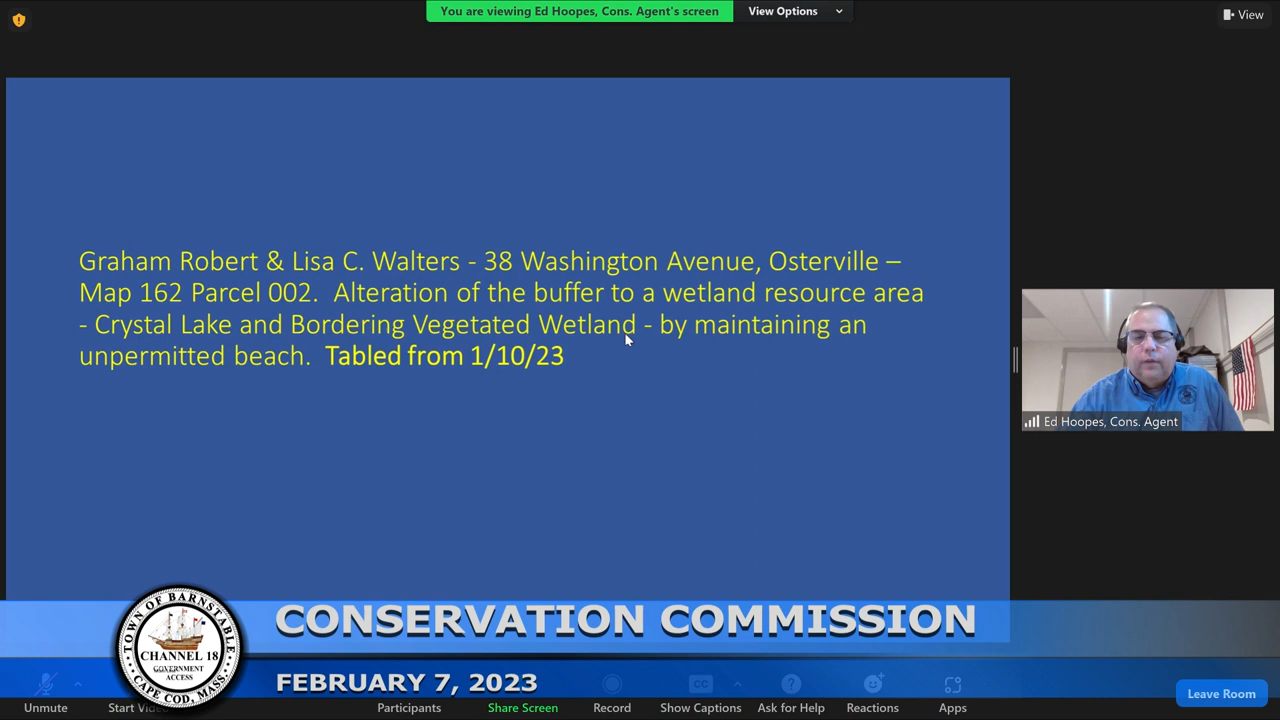 You are viewing Ed Hoopes, Cons. Agent's screen
View Options
View
Graham Robert & Lisa C. Walters - 38 Washington Avenue, Osterville –
Map 162 Parcel 002.  Alteration of the buffer to a wetland resource area
- Crystal Lake and Bordering Vegetated Wetland - by maintaining an
unpermitted beach.  Tabled from 1/10/23
Ed Hoopes, Cons. Agent
TOWN OF BARNSTABLE
CHANNEL 18
GOVERNMENT
ACCESS
CAPE COD, MASS.
CONSERVATION COMMISSION
FEBRUARY 7, 2023
Unmute
Start Vid
Participants
Share Screen
Record
CC
Show Captions
Ask for Help
Reactions
Apps
Leave Room